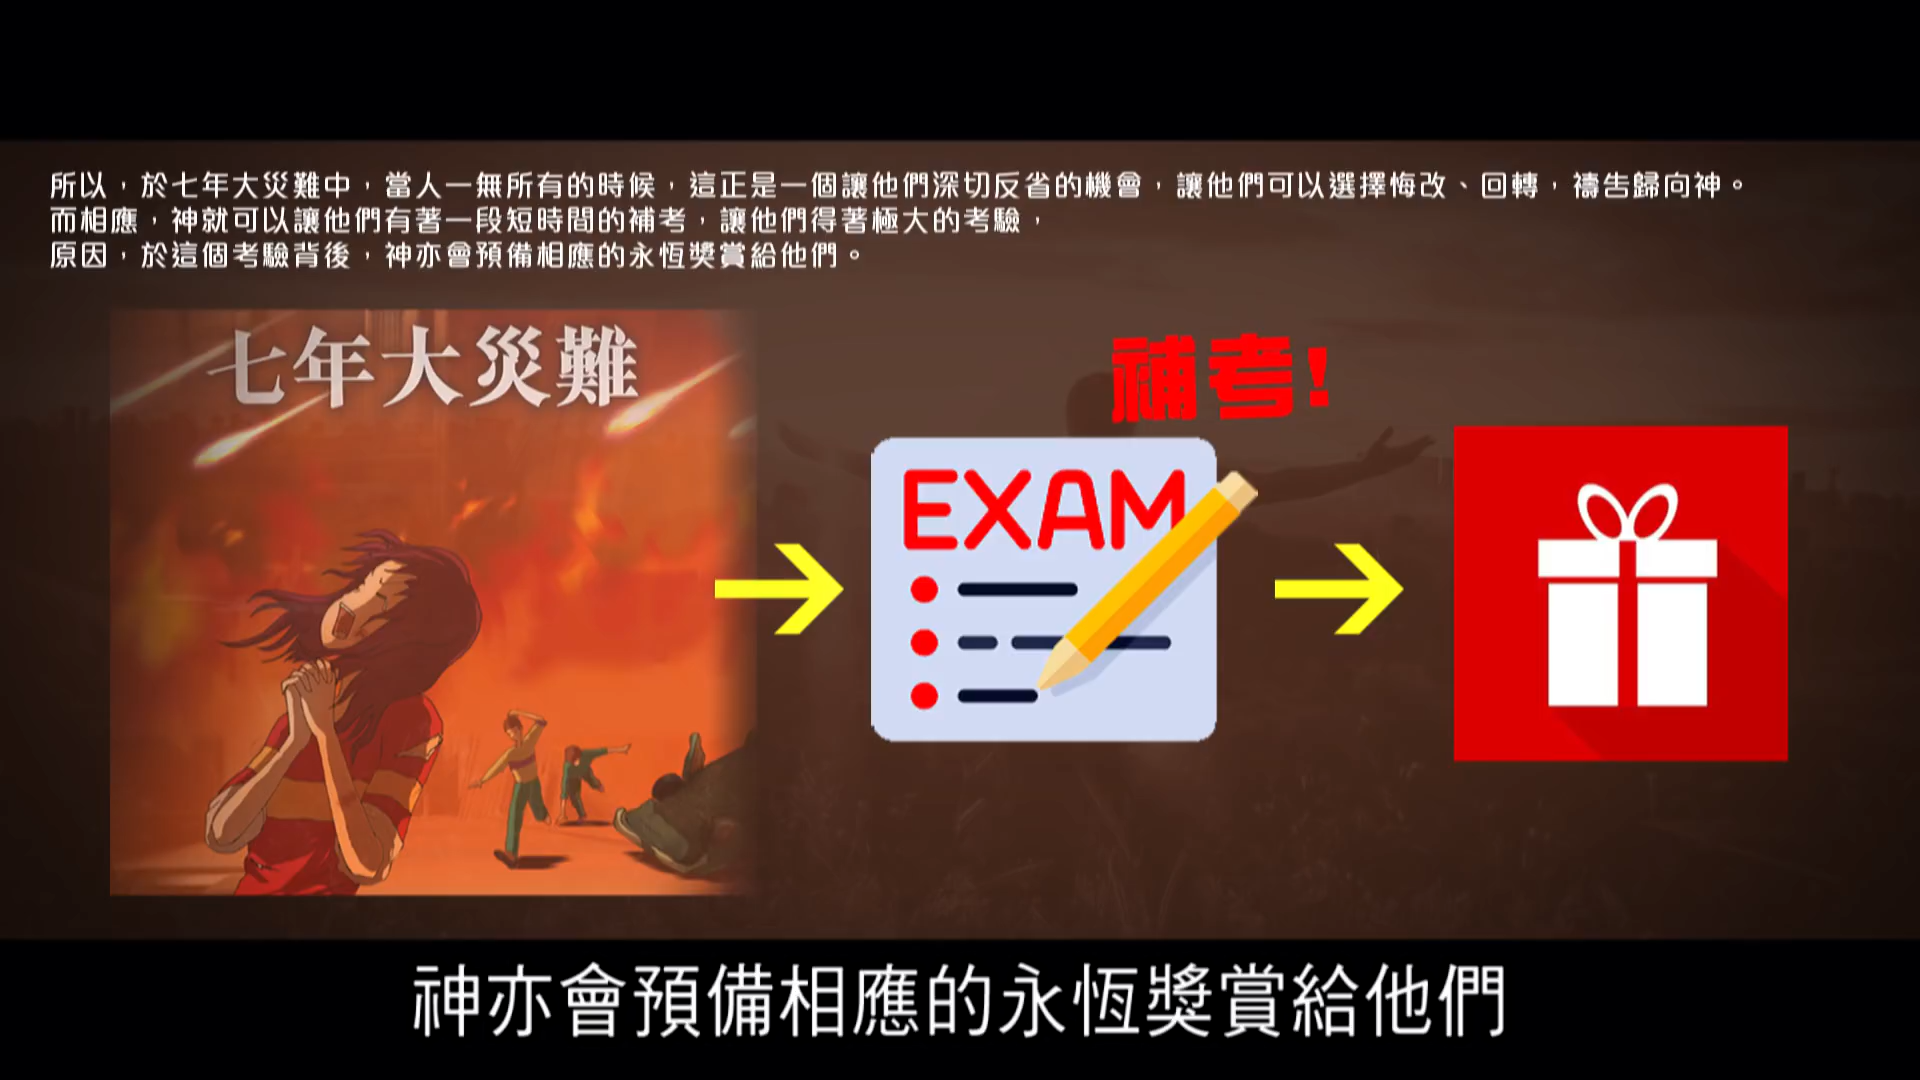 所以，於七年大災難中，當人一無所有的時候，這正是一個讓他們深切反省的機會，讓他們可以選擇悔改、回轉，禱告歸向神。
而相應，神就可以讓他們有著一段短時間的補考，讓他們得著極大的考驗，
原因，於這個考驗背後，神亦會預備相應的永恆獎賞給他們。
七年大災難
補考！
EXAM
神亦會預備相應的永恆獎賞給他們